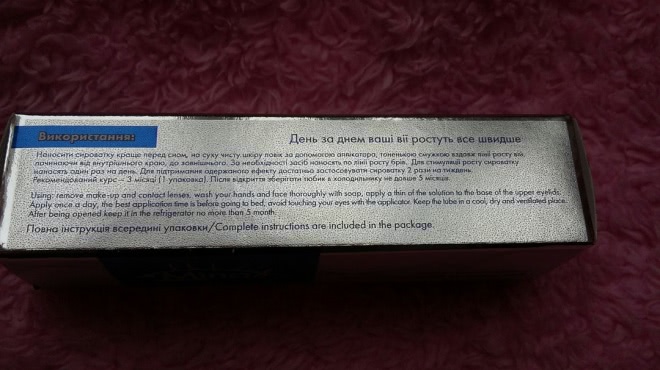 Використання:
День за днем ваші вії ростуть все швидше
Наносити сироватку краще перед сном, на суху чисту шкіру повік за допомогою аплікатора, тоненькою смужкою вздовж лінії росту вій,
починаючи від внутрішнього краю, до зовнішнього. За необхідності засіб наносять по лінії росту брів. Для стимуляції росту сироватку
наносять один раз на день. Для підтримання одержаного ефекту достатньо застосовувати сироватку 2 рази на тиждень.
Рекомендований курс – 3 місяці (1 упаковка). Після відкриття зберігати тюбик в холодильнику не довше 5 місяців.
Using: remove make-up and contact lenses, wash your hands and face thoroughly with soap, apply a thin of the solution to the base of the upper eyelids.
Apply once a day, the best application time is before going to bed, avoid touching your eyes with the applicator. Keep the tube in a cool, dry and ventilated place.
After being opened keep it in the refrigerator no more than 5 month.
Повна інструкція всередині упаковки/Complete instructions are included in the package.